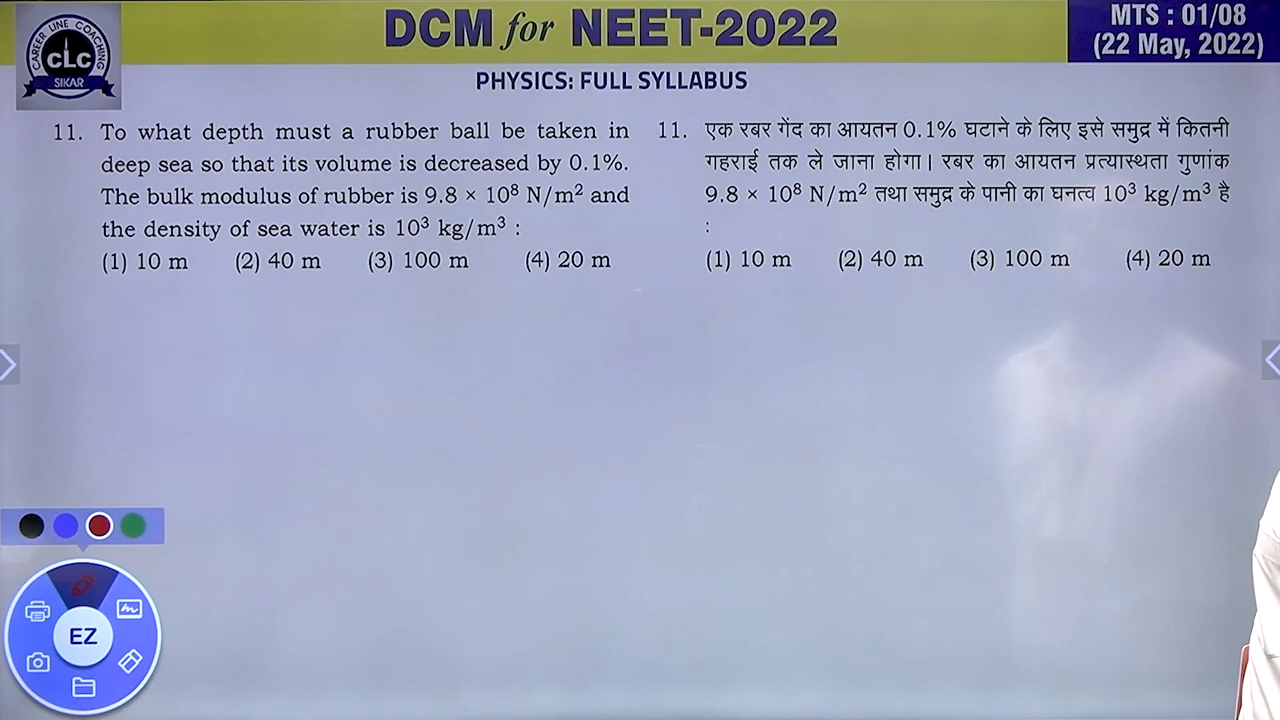 CAREER LINE COACHING
CLC
SIKAR
DCM for NEET-2022
MTS : 01/08
(22 May, 2022)
PHYSICS: FULL SYLLABUS
11. To what depth must a rubber ball be taken in
deep sea so that its volume is decreased by 0.1%.
The bulk modulus of rubber is 9.8 × 10⁸ N/m² and
the density of sea water is 10³ kg/m³ :
(1) 10 m (2) 40 m (3) 100 m (4) 20 m
11. एक रबर गेंद का आयतन 0.1% घटाने के लिए इसे समुद्र में कितनी
गहराई तक ले जाना होगा। रबर का आयतन प्रत्यास्थता गुणांक
9.8 × 10⁸ N/m² तथा समुद्र के पानी का घनत्व 10³ kg/m³ है
:
(1) 10 m (2) 40 m (3) 100 m (4) 20 m
EZ